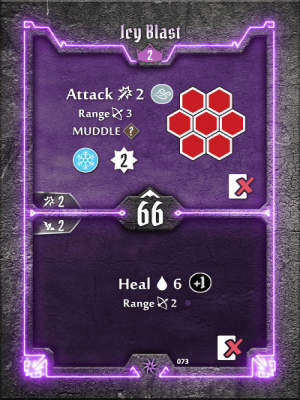 Icy Blast
2
Attack 2
Range 3
MUDDLE ?
2
66
2
2
Heal 6 +1
Range 2
073